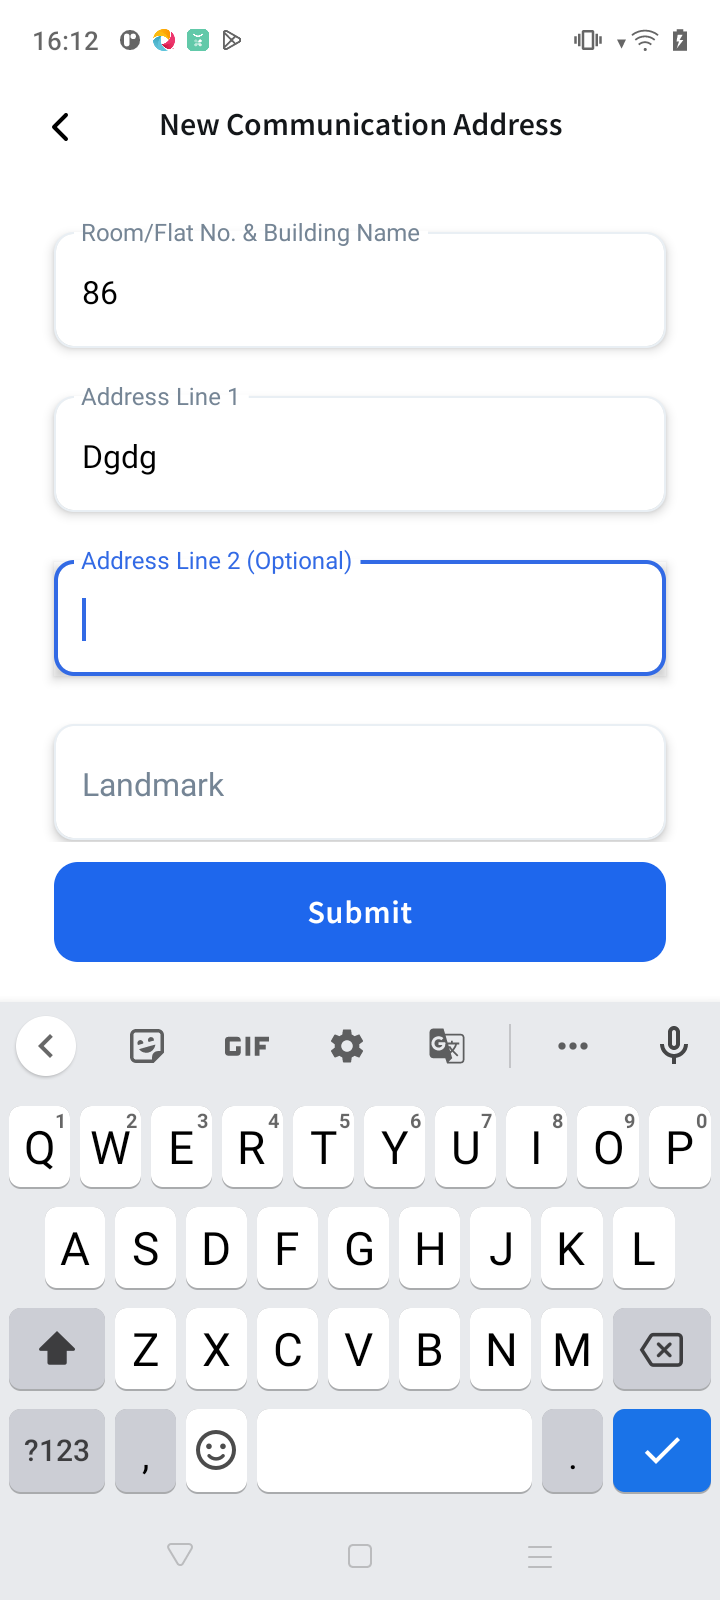 16:12
New Communication Address
Room/Flat No. & Building Name
86
Address Line 1
Dgdg
Address Line 2 (Optional)
Landmark
Submit
GIF
G
Q1 W2 E3 R4 T5 Y6 U7 I8 O9 P0
A S D F G H J K L
Z X C V B N M
?123 , .